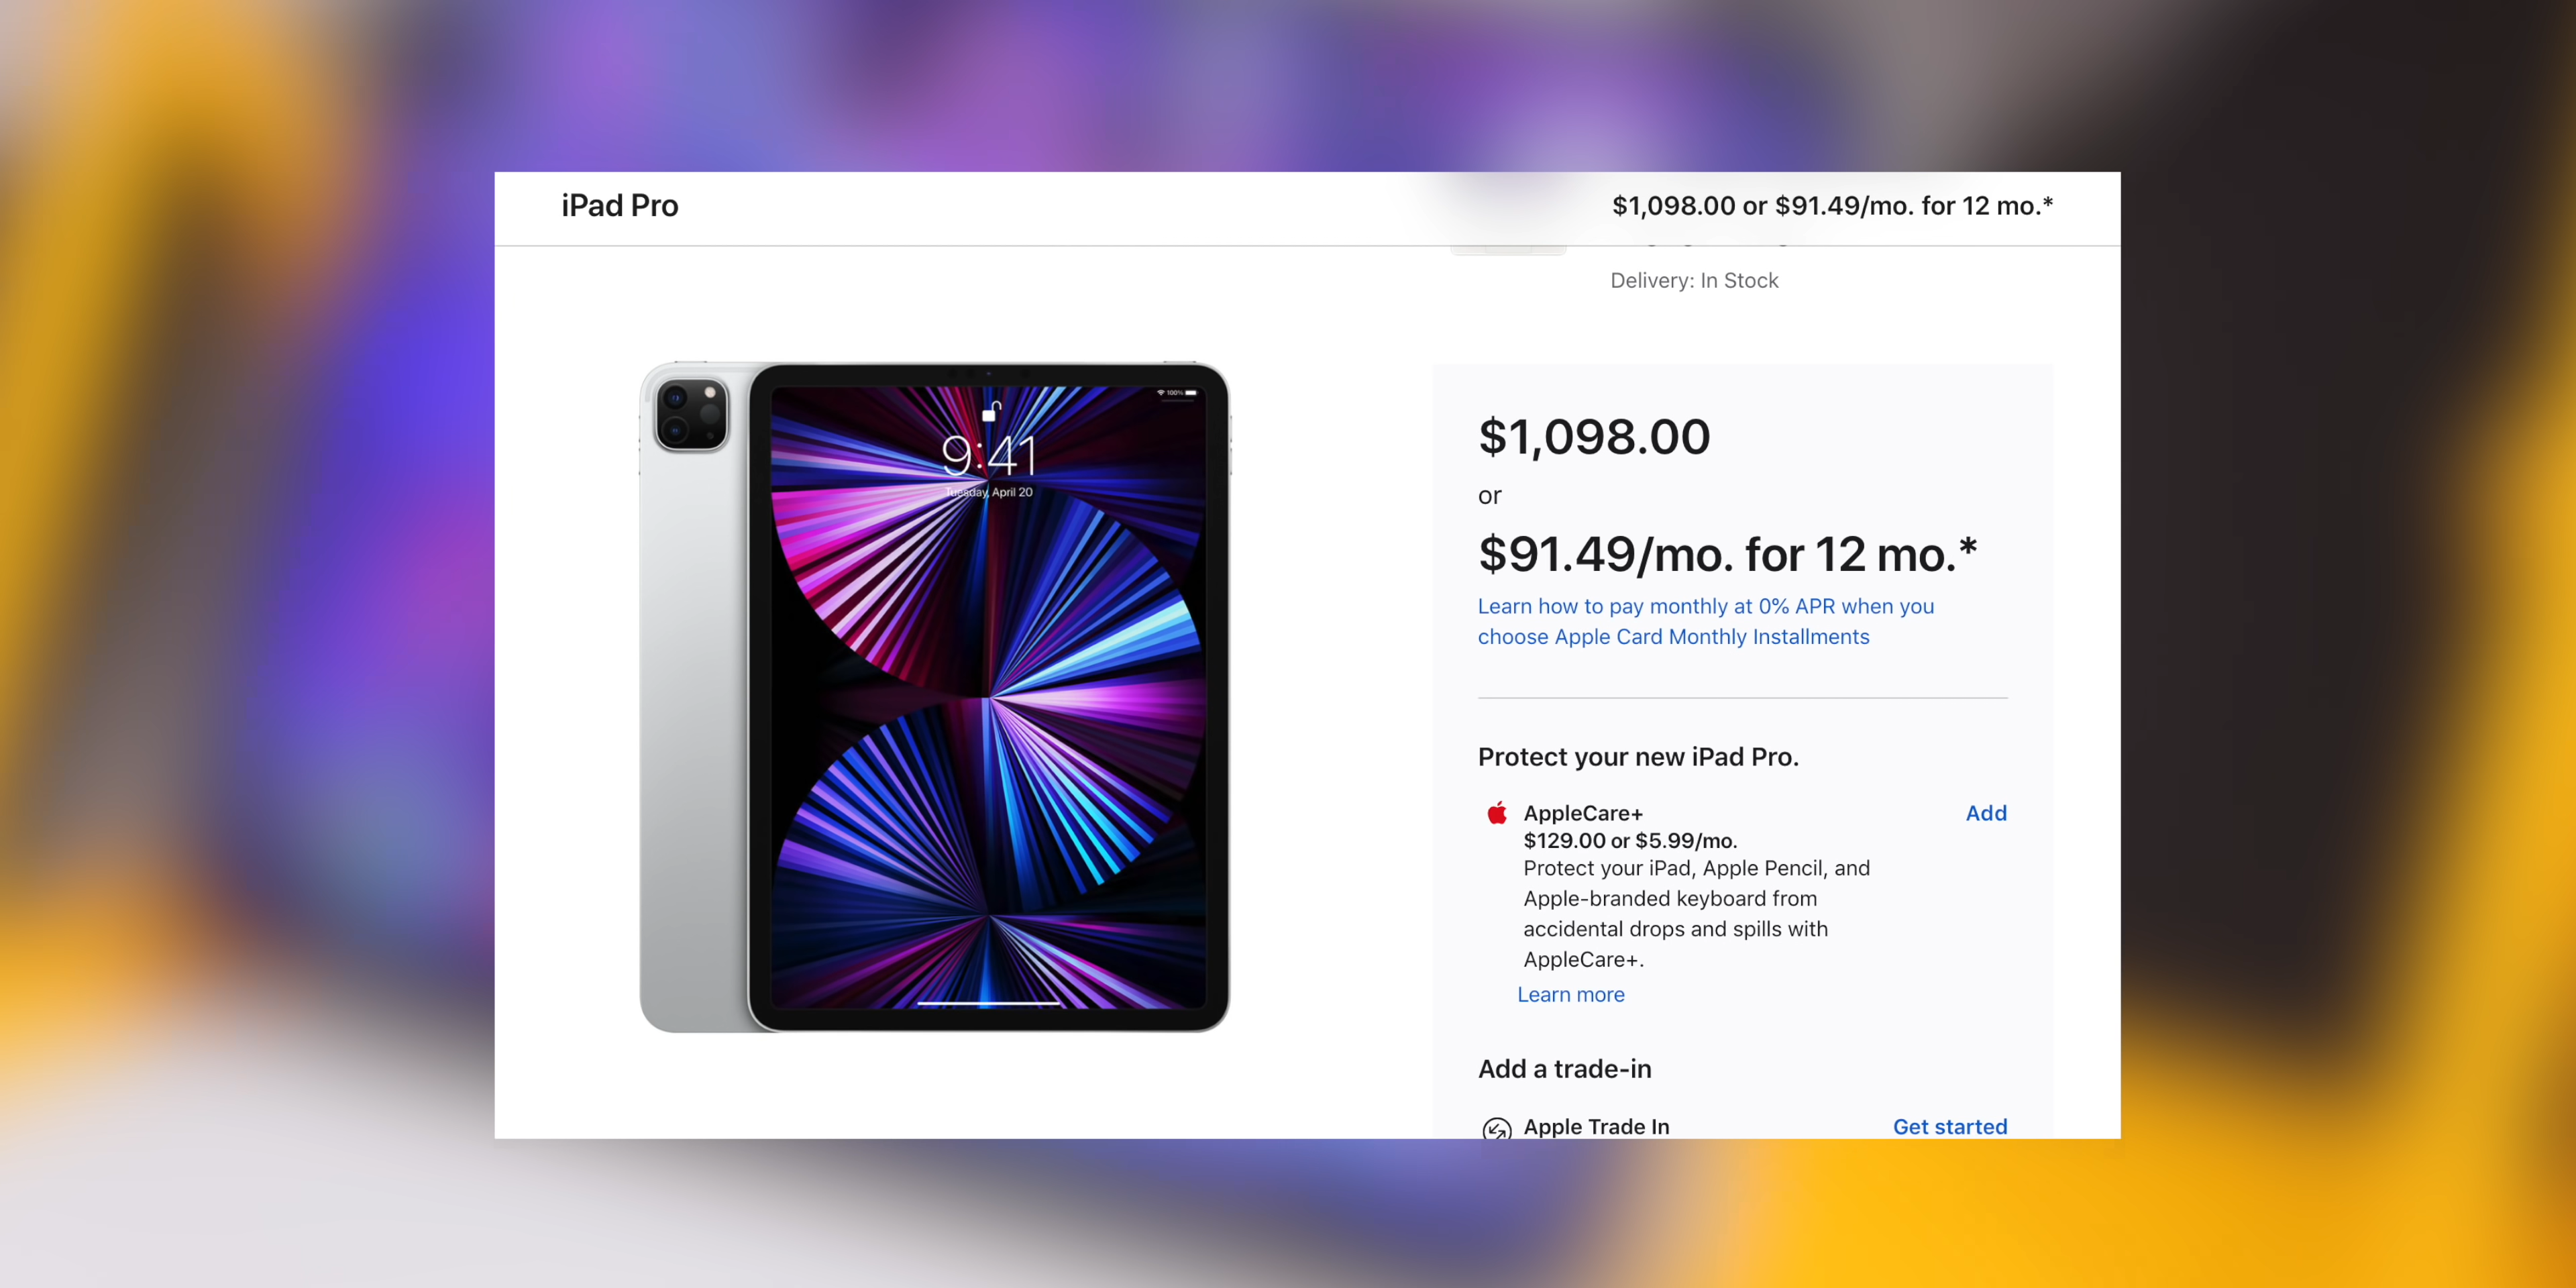 iPad Pro
$1,098.00 or $91.49/mo. for 12 mo.*
Delivery: In Stock
100%
9:41
Tuesday, April 20
$1,098.00
or
$91.49/mo. for 12 mo.*
Learn how to pay monthly at 0% APR when you
choose Apple Card Monthly Installments
Protect your new iPad Pro.
AppleCare+
Add
$129.00 or $5.99/mo.
Protect your iPad, Apple Pencil, and
Apple-branded keyboard from
accidental drops and spills with
AppleCare+.
Learn more
Add a trade-in
Apple Trade In
Get started